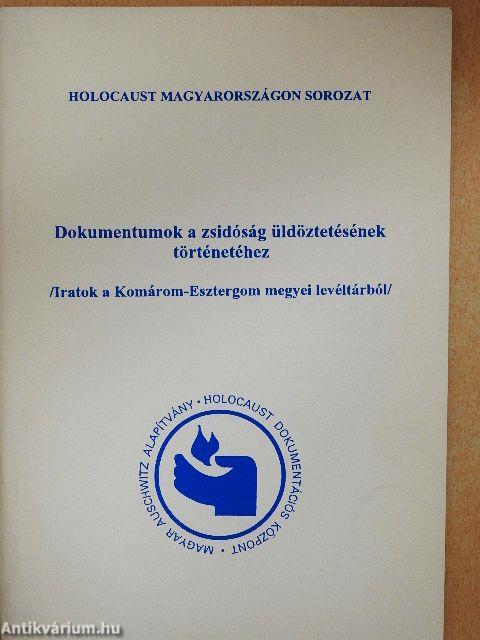 HOLOCAUST MAGYARORSZÁGON SOROZAT
Dokumentumok a zsidóság üldöztetésének
történetéhez
/Iratok a Komárom-Esztergom megyei levéltárból/
MAGYAR AUSCHWITZ ALAPÍTVÁNY • HOLOCAUST DOKUMENTÁCIÓS KÖZPONT •
Antikvárium.hu